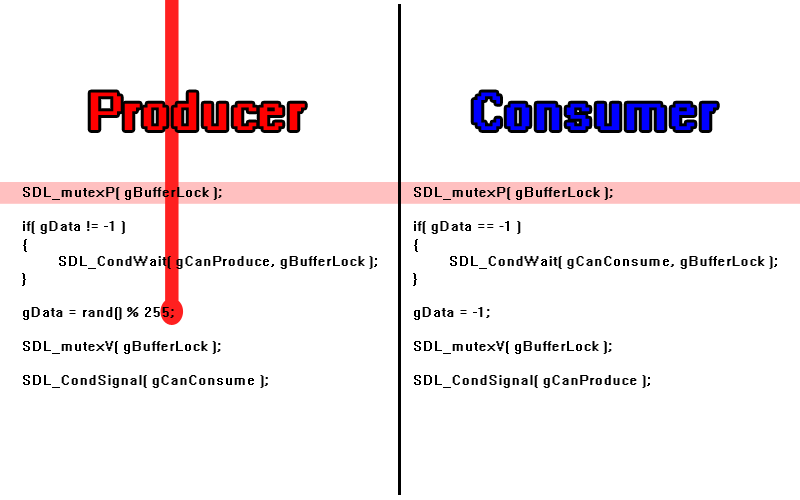 Producer
SDL_mutexP( gBufferLock );
if( gData != -1 )
{
SDL_CondWait( gCanProduce, gBufferLock );
}
gData = rand() % 255;
SDL_mutexV( gBufferLock );
SDL_CondSignal( gCanConsume );
Consumer
SDL_mutexP( gBufferLock );
if( gData == -1 )
{
SDL_CondWait( gCanConsume, gBufferLock );
}
gData = -1;
SDL_mutexV( gBufferLock );
SDL_CondSignal( gCanProduce );